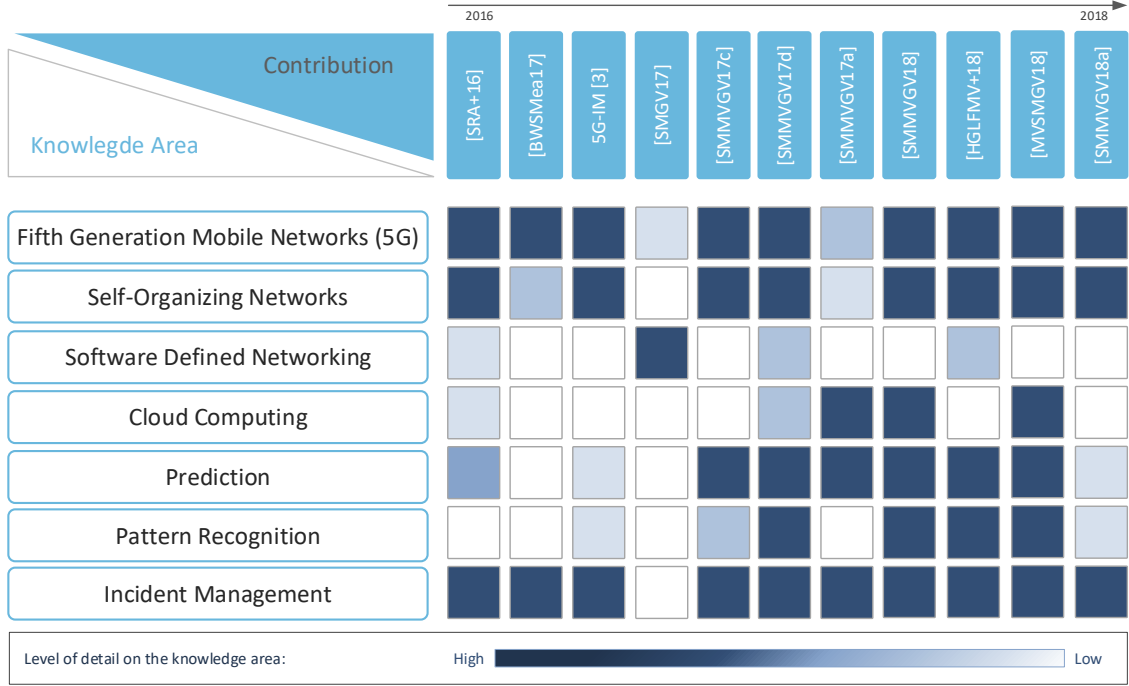 2016
2018
Contribution
Knowlegde Area
[SRA+16]
[BWSMea17]
5G-IM [3]
[SMGV17]
[SMMVGV17c]
[SMMVGV17d]
[SMMVGV17a]
[SMMVGV18]
[HGLFMV+18]
[MVSMGV18]
[SMMVGV18a]
Fifth Generation Mobile Networks (5G)
Self-Organizing Networks
Software Defined Networking
Cloud Computing
Prediction
Pattern Recognition
Incident Management
Level of detail on the knowledge area:
High
Low